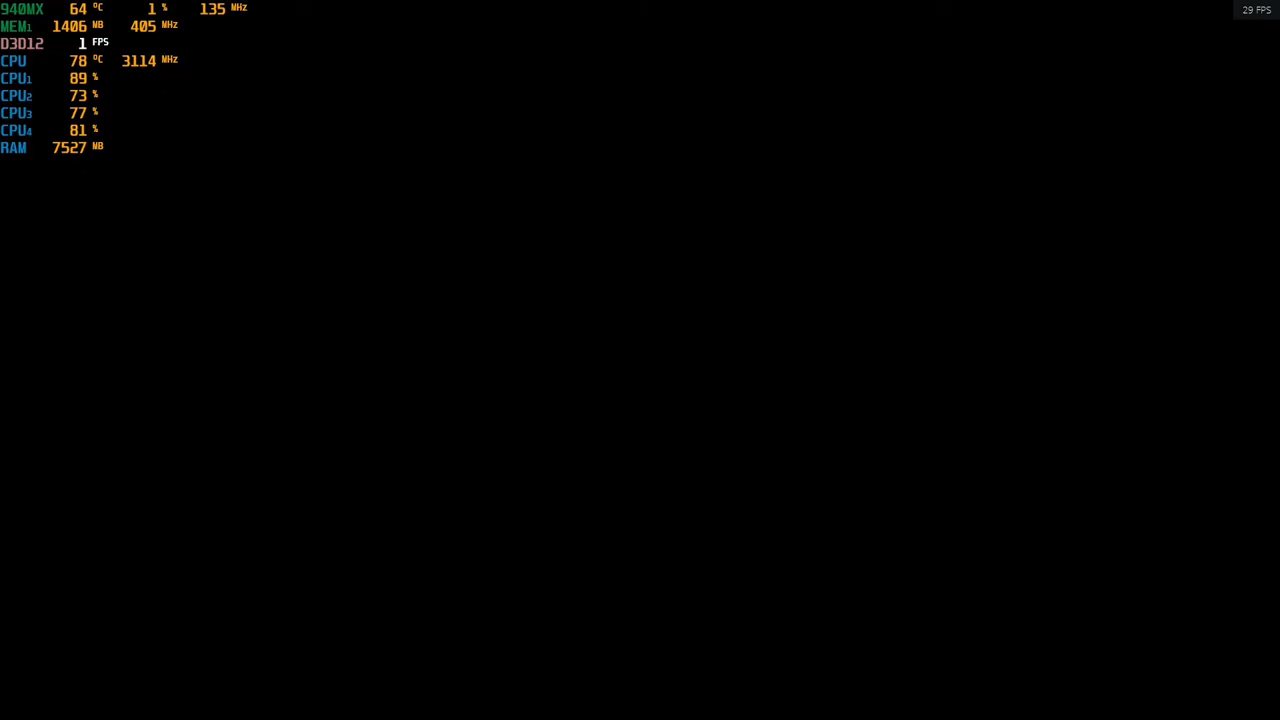 940MX 64 °C 1 % 135 MHz 29 FPS
MEM1 1406 MB 405 MHz
D3D12 1 FPS
CPU 78 °C 3114 MHz
CPU1 89 %
CPU2 73 %
CPU3 77 %
CPU4 81 %
RAM 7527 MB